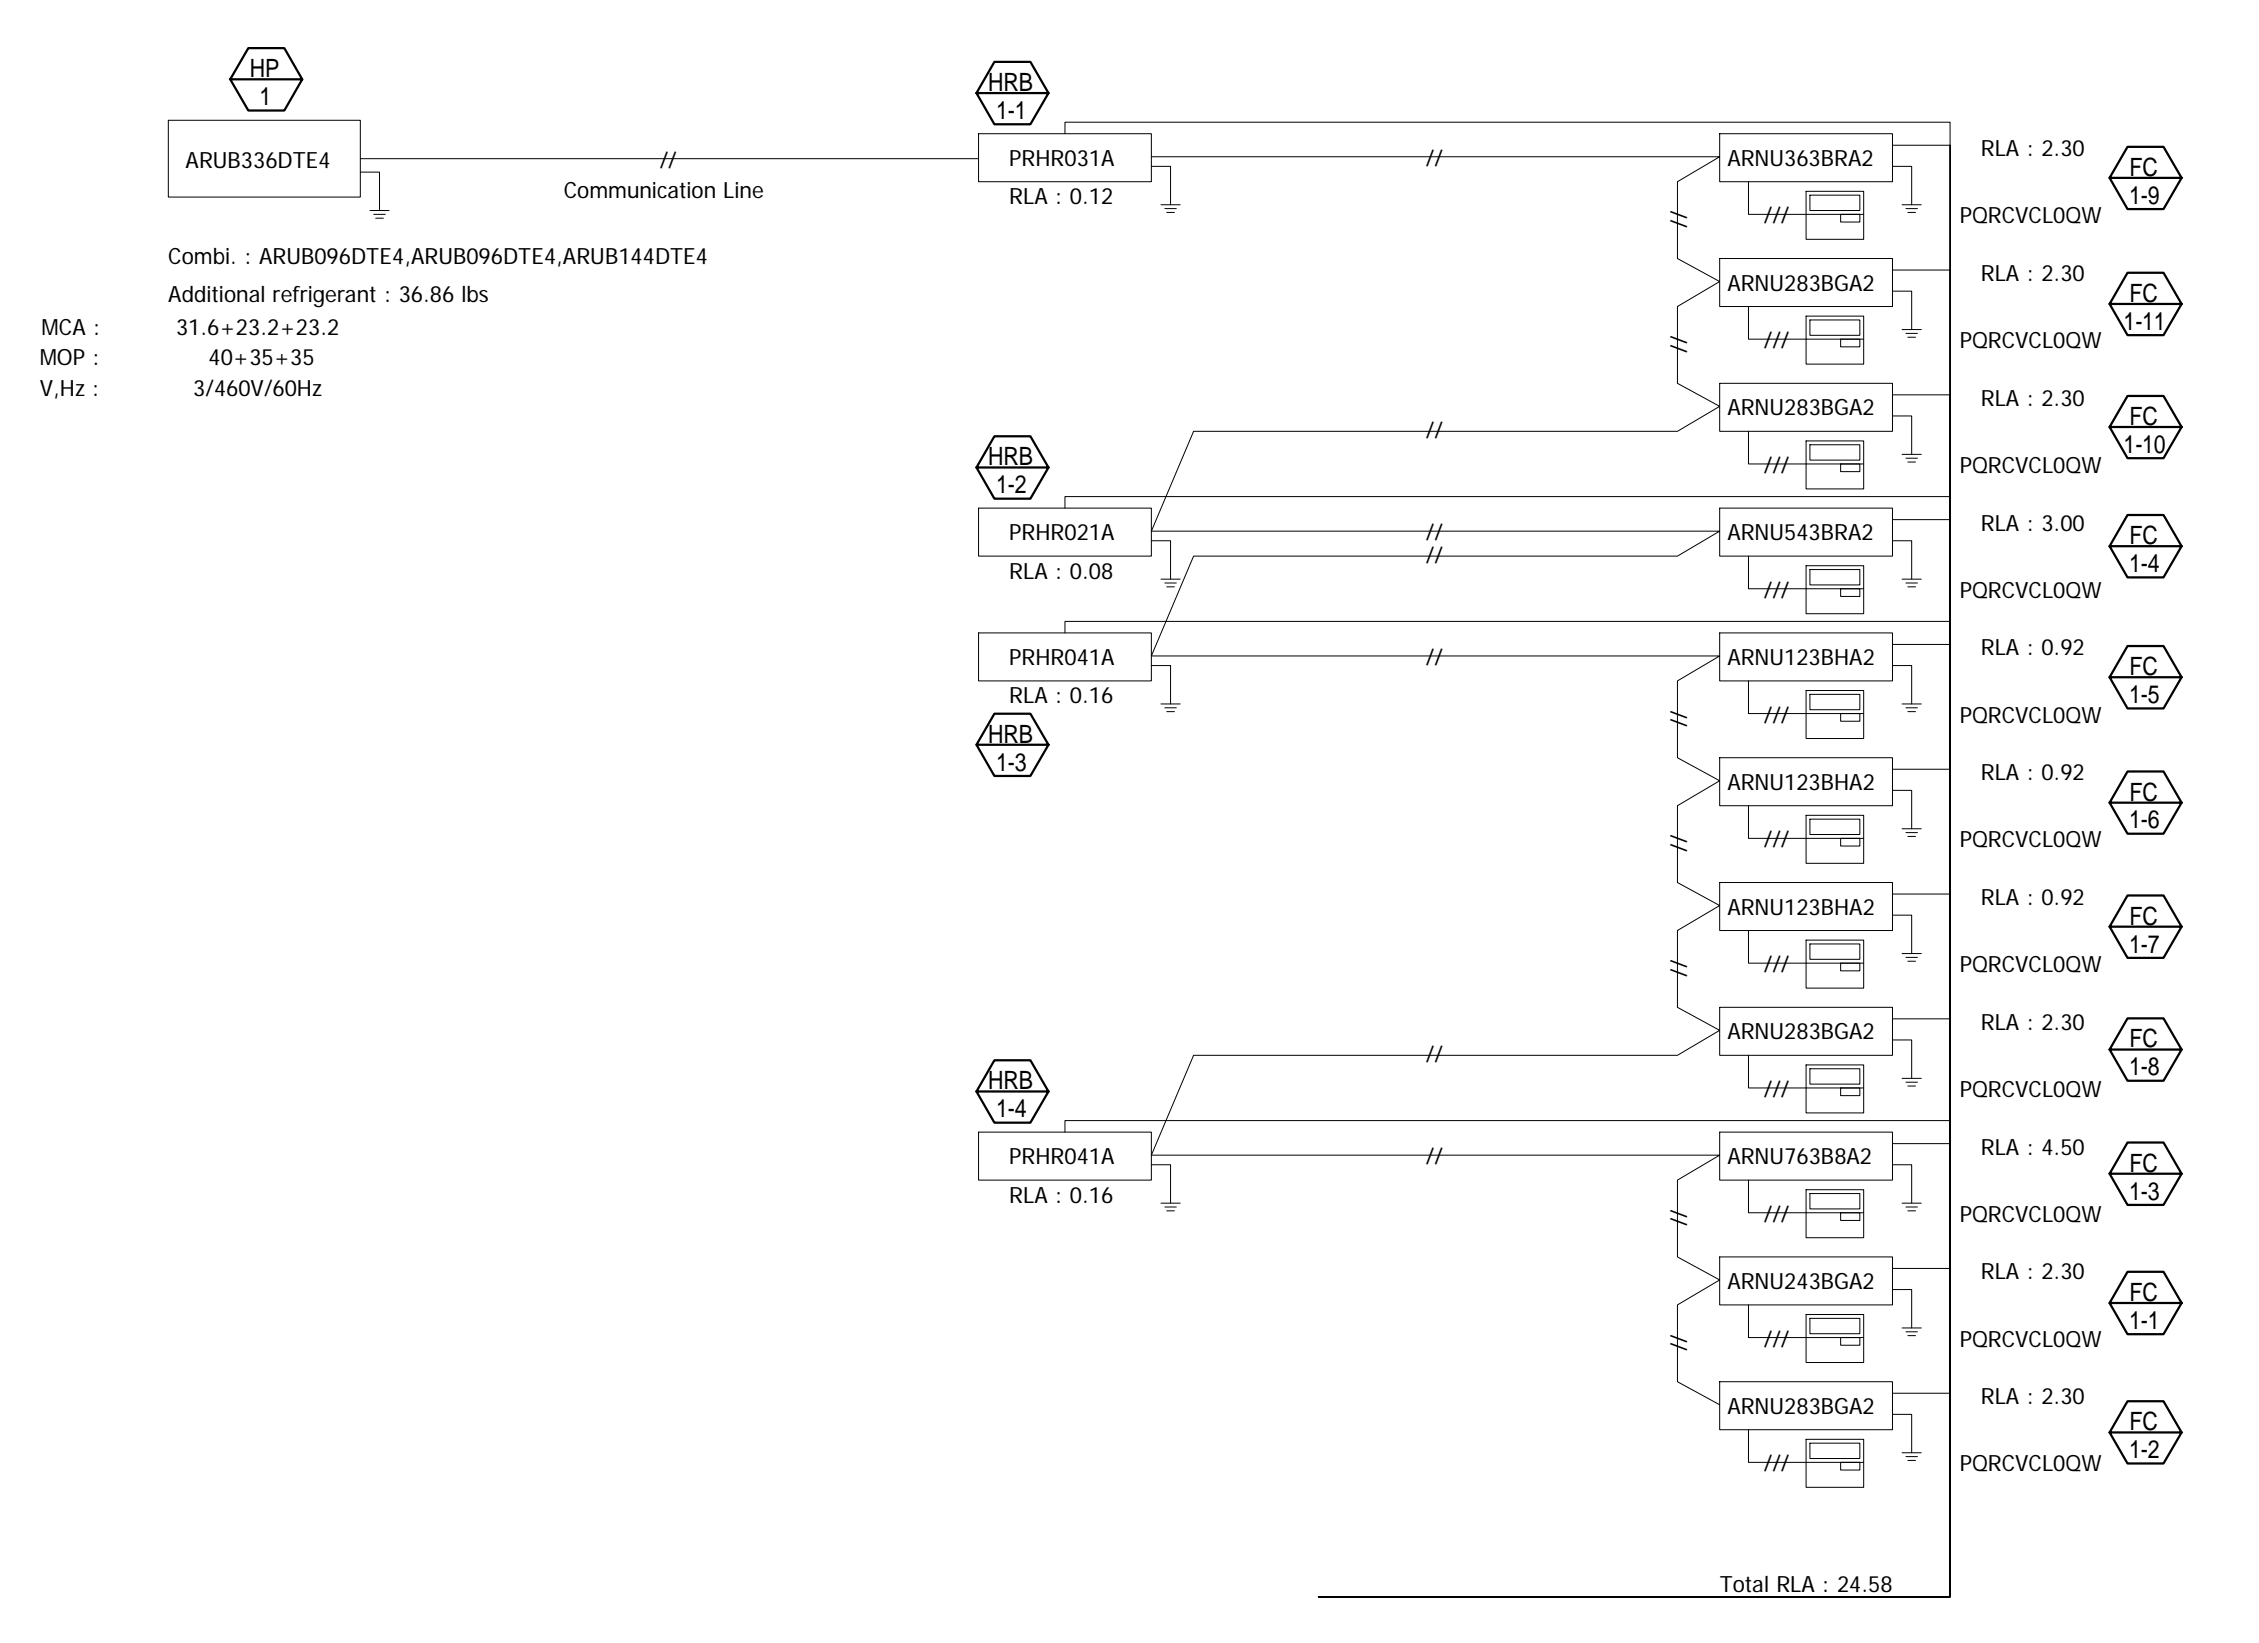 HP
1
ARUB336DTE4
Communication Line
Combi. : ARUB096DTE4,ARUB096DTE4,ARUB144DTE4
Additional refrigerant : 36.86 lbs
MCA : 31.6+23.2+23.2
MOP : 40+35+35
V,Hz : 3/460V/60Hz
HRB
1-1
PRHR031A
RLA : 0.12
ARNU363BRA2
RLA : 2.30
FC
1-9
PQRCVCL0QW
ARNU283BGA2
RLA : 2.30
FC
1-11
PQRCVCL0QW
ARNU283BGA2
RLA : 2.30
FC
1-10
PQRCVCL0QW
HRB
1-2
PRHR021A
RLA : 0.08
ARNU543BRA2
RLA : 3.00
FC
1-4
PQRCVCL0QW
PRHR041A
RLA : 0.16
HRB
1-3
ARNU123BHA2
RLA : 0.92
FC
1-5
PQRCVCL0QW
ARNU123BHA2
RLA : 0.92
FC
1-6
PQRCVCL0QW
ARNU123BHA2
RLA : 0.92
FC
1-7
PQRCVCL0QW
ARNU283BGA2
RLA : 2.30
FC
1-8
PQRCVCL0QW
HRB
1-4
PRHR041A
RLA : 0.16
ARNU763B8A2
RLA : 4.50
FC
1-3
PQRCVCL0QW
ARNU243BGA2
RLA : 2.30
FC
1-1
PQRCVCL0QW
ARNU283BGA2
RLA : 2.30
FC
1-2
PQRCVCL0QW
Total RLA : 24.58